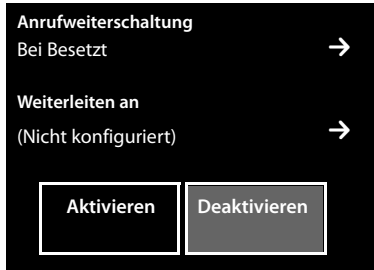 Anrufweiterschaltung
Bei Besetzt
Weiterleiten an
(Nicht konfiguriert)
Aktivieren Deaktivieren